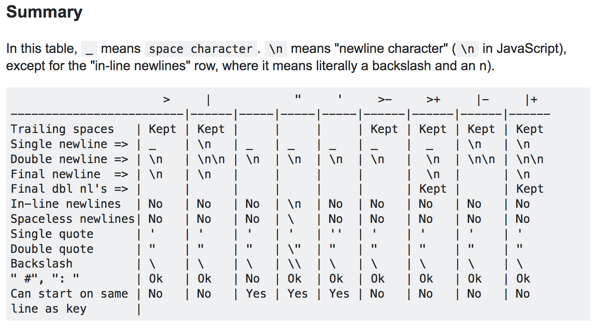 Summary
In this table, _ means space character. \n means "newline character" (\n in JavaScript),
except for the "in-line newlines" row, where it means literally a backslash and an n).
                      >     |            "     '     >-     >+     |-     |+
-------------------------|------|-----|-----|-----|------|------|------|------
Trailing spaces   | Kept | Kept |     |     |     | Kept | Kept | Kept | Kept
Single newline => | _    | \n   | _   | _   | _   | _    |  _   | \n   | \n
Double newline => | \n   | \n\n | \n  | \n  | \n  | \n   |  \n  | \n\n | \n\n
Final newline  => | \n   | \n   |     |     |     |      |  \n  |      | \n
Final dbl nl's => |      |      |     |     |     |      | Kept |      | Kept
In-line newlines  | No   | No   | No  | \n  | No  | No   | No   | No   | No
Spaceless newlines| No   | No   | No  | \   | No  | No   | No   | No   | No
Single quote      | '    | '    | '   | '   | ''  | '    | '    | '    | '
Double quote      | "    | "    | "   | \"  | "   | "    | "    | "    | "
Backslash         | \    | \    | \   | \\  | \   | \    | \    | \    | \
" #", ": "        | Ok   | Ok   | No  | Ok  | Ok  | Ok   | Ok   | Ok   | Ok
Can start on same | No   | No   | Yes | Yes | Yes | No   | No   | No   | No
line as key       |